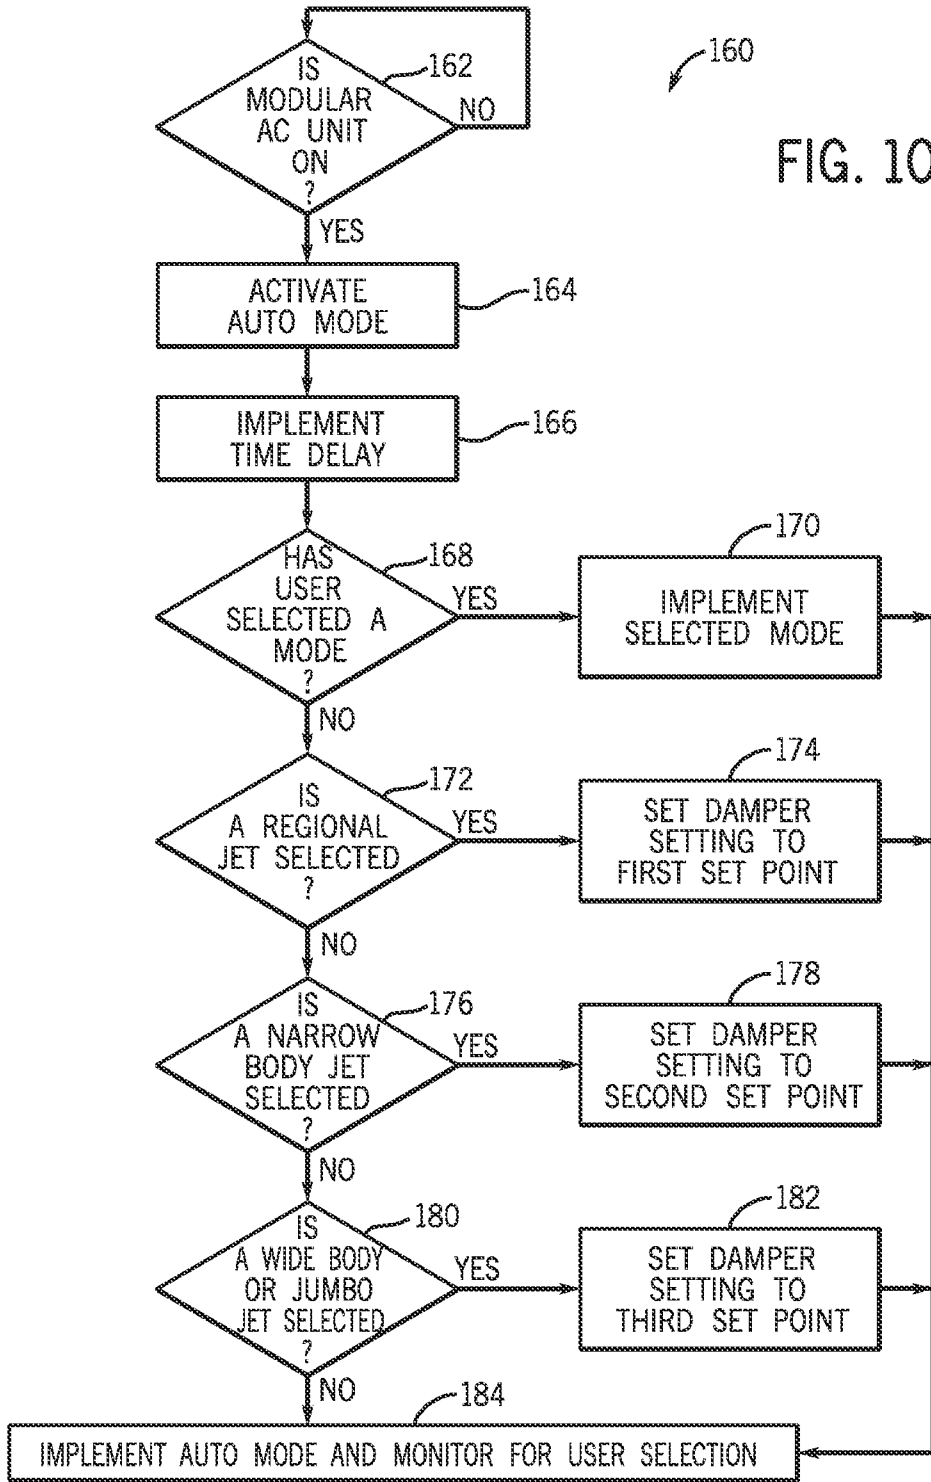 160
FIG. 10
162
IS
MODULAR
AC UNIT
ON
?
NO
YES
164
ACTIVATE
AUTO MODE
166
IMPLEMENT
TIME DELAY
168
HAS
USER
SELECTED A
MODE
?
YES
NO
170
IMPLEMENT
SELECTED MODE
172
IS
A REGIONAL
JET SELECTED
?
YES
NO
174
SET DAMPER
SETTING TO
FIRST SET POINT
176
IS
A NARROW
BODY JET
SELECTED
?
YES
NO
178
SET DAMPER
SETTING TO
SECOND SET POINT
180
IS
A WIDE BODY
OR JUMBO
JET SELECTED
?
YES
NO
182
SET DAMPER
SETTING TO
THIRD SET POINT
184
IMPLEMENT AUTO MODE AND MONITOR FOR USER SELECTION